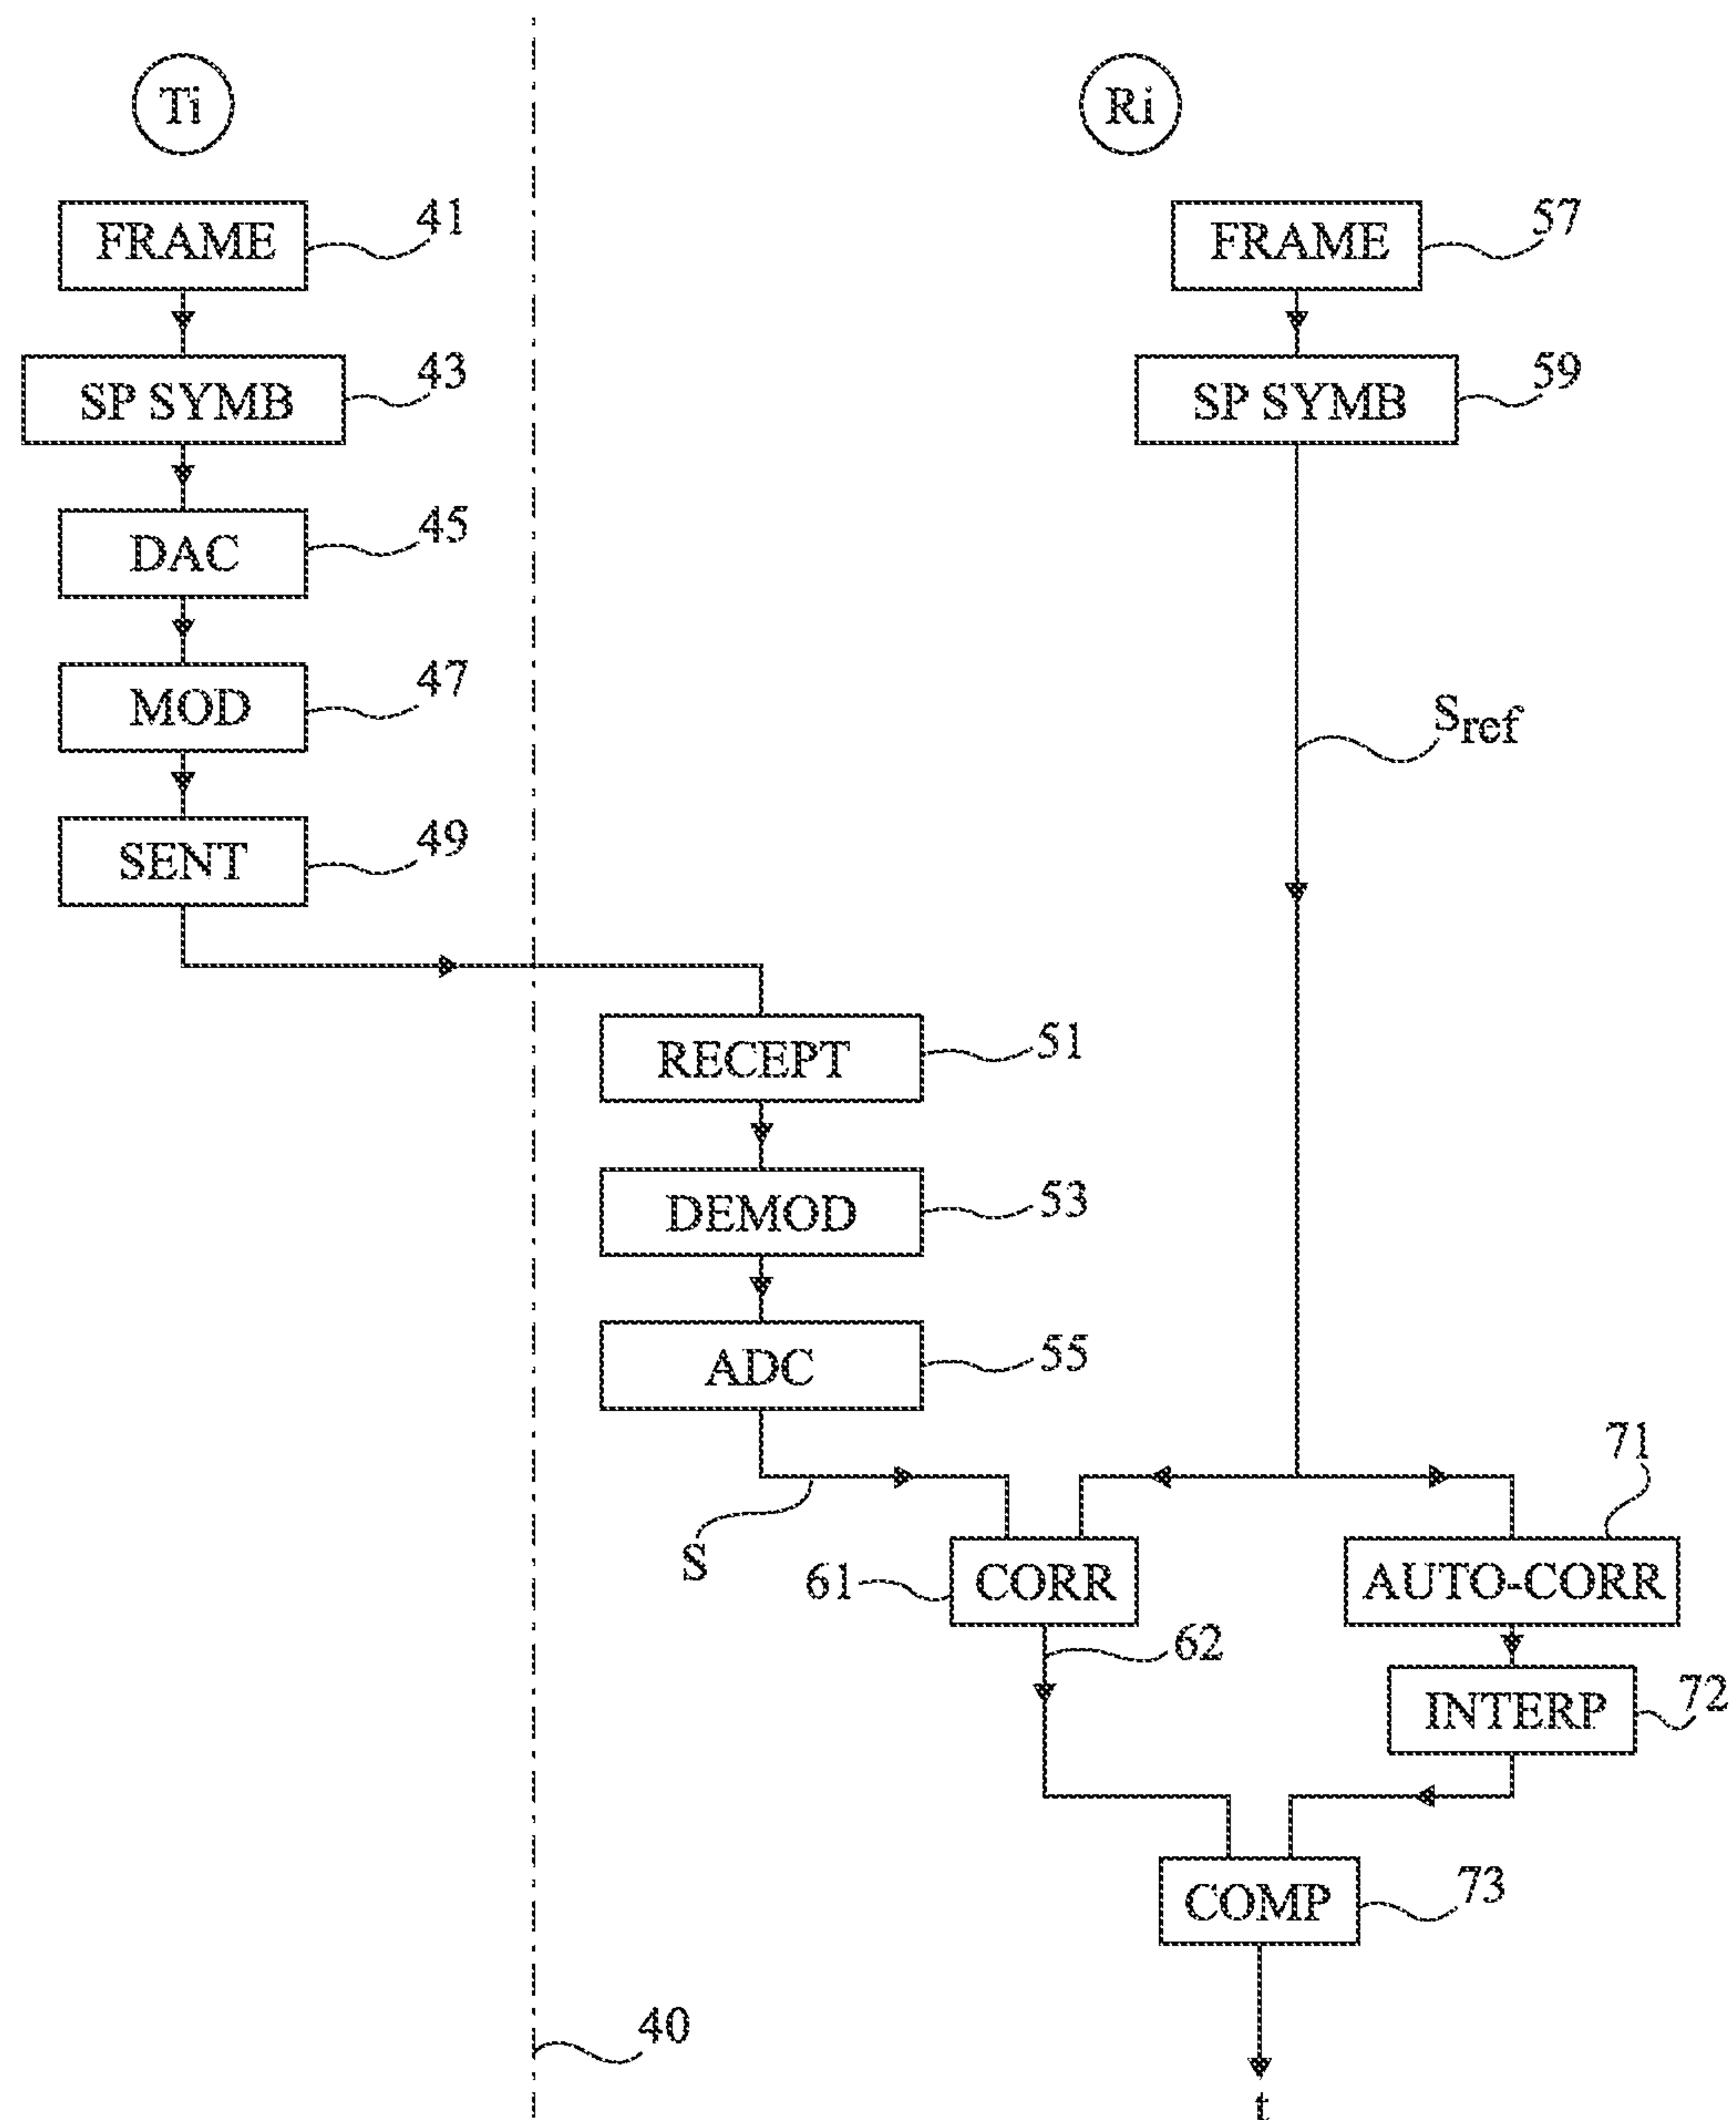 Ti
Ri
FRAME 41
FRAME 57
SP SYMB 43
SP SYMB 59
DAC 45
MOD 47
Sref
SENT 49
RECEPT 51
DEMOD 53
ADC 55
71
S
61 CORR
AUTO-CORR
62
INTERP 72
COMP 73
40
t